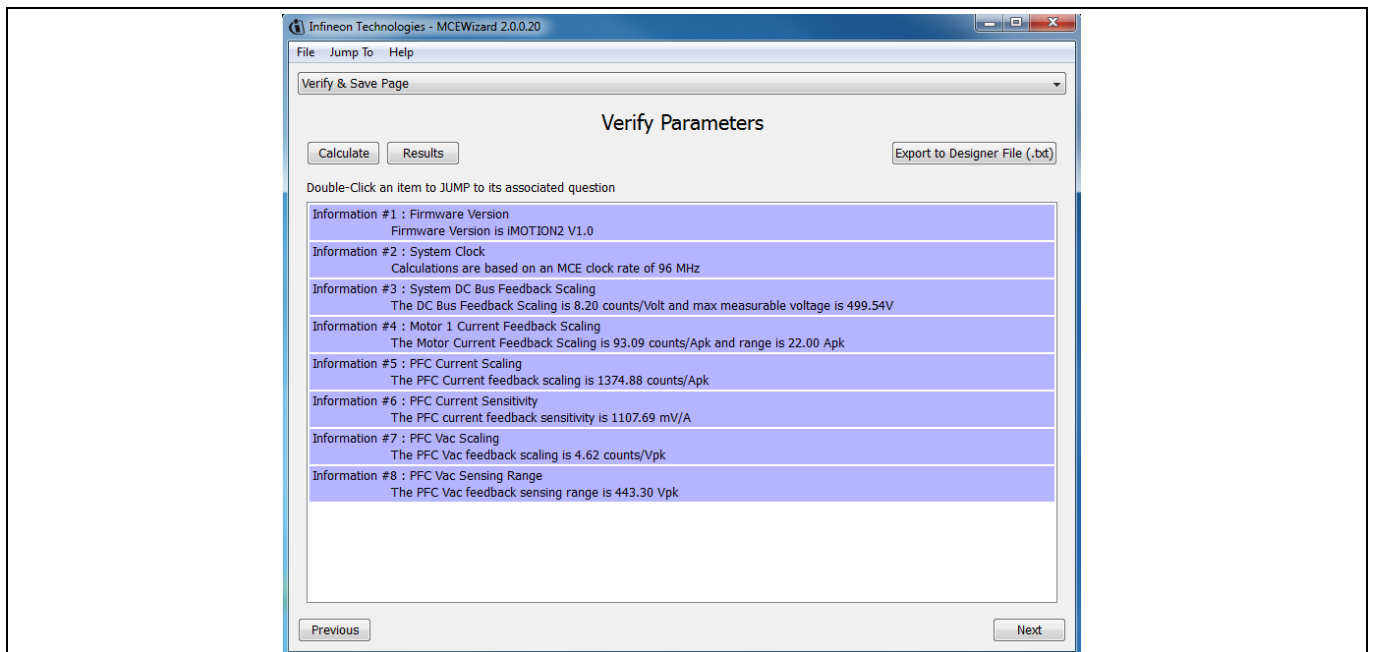 Infineon Technologies - MCEWizard 2.0.0.20
File Jump To Help
Verify & Save Page
Verify Parameters
Calculate Results Export to Designer File (.txt)
Double-Click an item to JUMP to its associated question
Information #1 : Firmware Version
Firmware Version is iMOTION2 V1.0
Information #2 : System Clock
Calculations are based on an MCE clock rate of 96 MHz
Information #3 : System DC Bus Feedback Scaling
The DC Bus Feedback Scaling is 8.20 counts/Volt and max measurable voltage is 499.54V
Information #4 : Motor 1 Current Feedback Scaling
The Motor Current Feedback Scaling is 93.09 counts/Apk and range is 22.00 Apk
Information #5 : PFC Current Scaling
The PFC Current feedback scaling is 1374.88 counts/Apk
Information #6 : PFC Current Sensitivity
The PFC current feedback sensitivity is 1107.69 mV/A
Information #7 : PFC Vac Scaling
The PFC Vac feedback scaling is 4.62 counts/Vpk
Information #8 : PFC Vac Sensing Range
The PFC Vac feedback sensing range is 443.30 Vpk
Previous Next